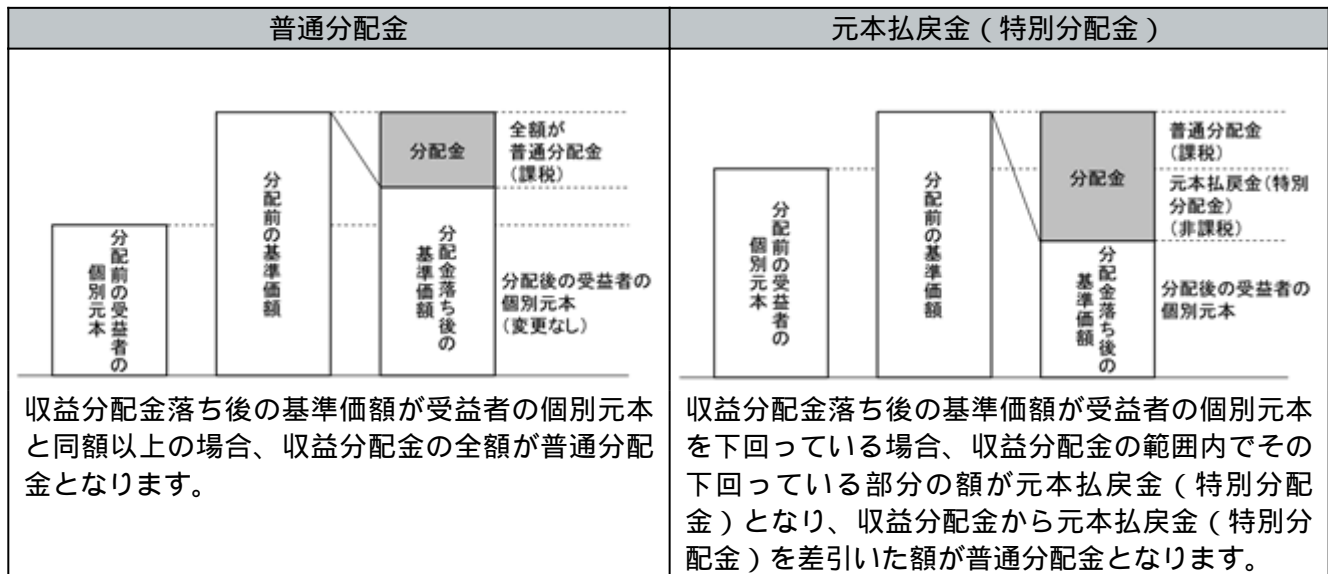 普通分配金
分配前の受益者の
個別元本
分配前の基準価額
分配金
分配金落ち後の
基準価額
全額が
普通分配金
(課税)
分配後の受益者の
個別元本
(変更なし)
収益分配金落ち後の基準価額が受益者の個別元本
と同額以上の場合、収益分配金の全額が普通分配
金となります。
元本払戻金（特別分配金）
分配前の受益者の
個別元本
分配前の基準価額
分配金
分配金落ち後の
基準価額
普通分配金
(課税)
元本払戻金(特別
分配金)
(非課税)
分配後の受益者の
個別元本
収益分配金落ち後の基準価額が受益者の個別元本
を下回っている場合、収益分配金の範囲内でその
下回っている部分の額が元本払戻金（特別分配
金）となり、収益分配金から元本払戻金（特別分
配金）を差引いた額が普通分配金となります。